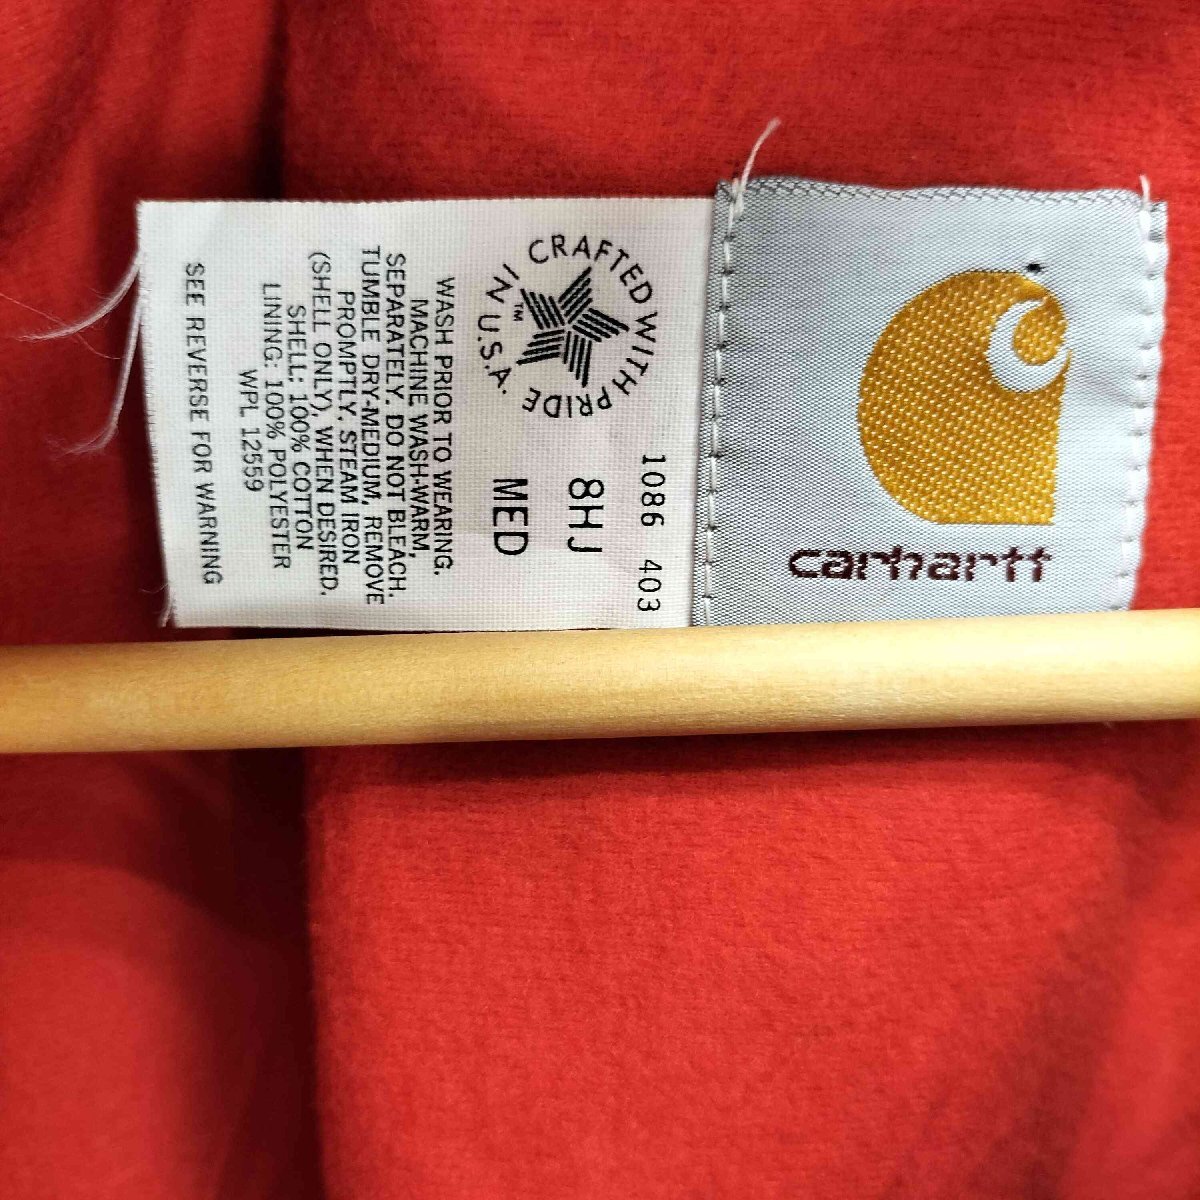 carhartt
1086 403
8HJ
MED
CRAFTED WITH PRIDE IN U.S.A.
TM
WASH PRIOR TO WEARING.
MACHINE WASH-WARM,
SEPARATELY. DO NOT BLEACH.
TUMBLE DRY-MEDIUM, REMOVE
PROMPTLY. STEAM IRON
(SHELL ONLY), WHEN DESIRED.
SHELL: 100% COTTON
LINING: 100% POLYESTER
WPL 12559
SEE REVERSE FOR WARNING